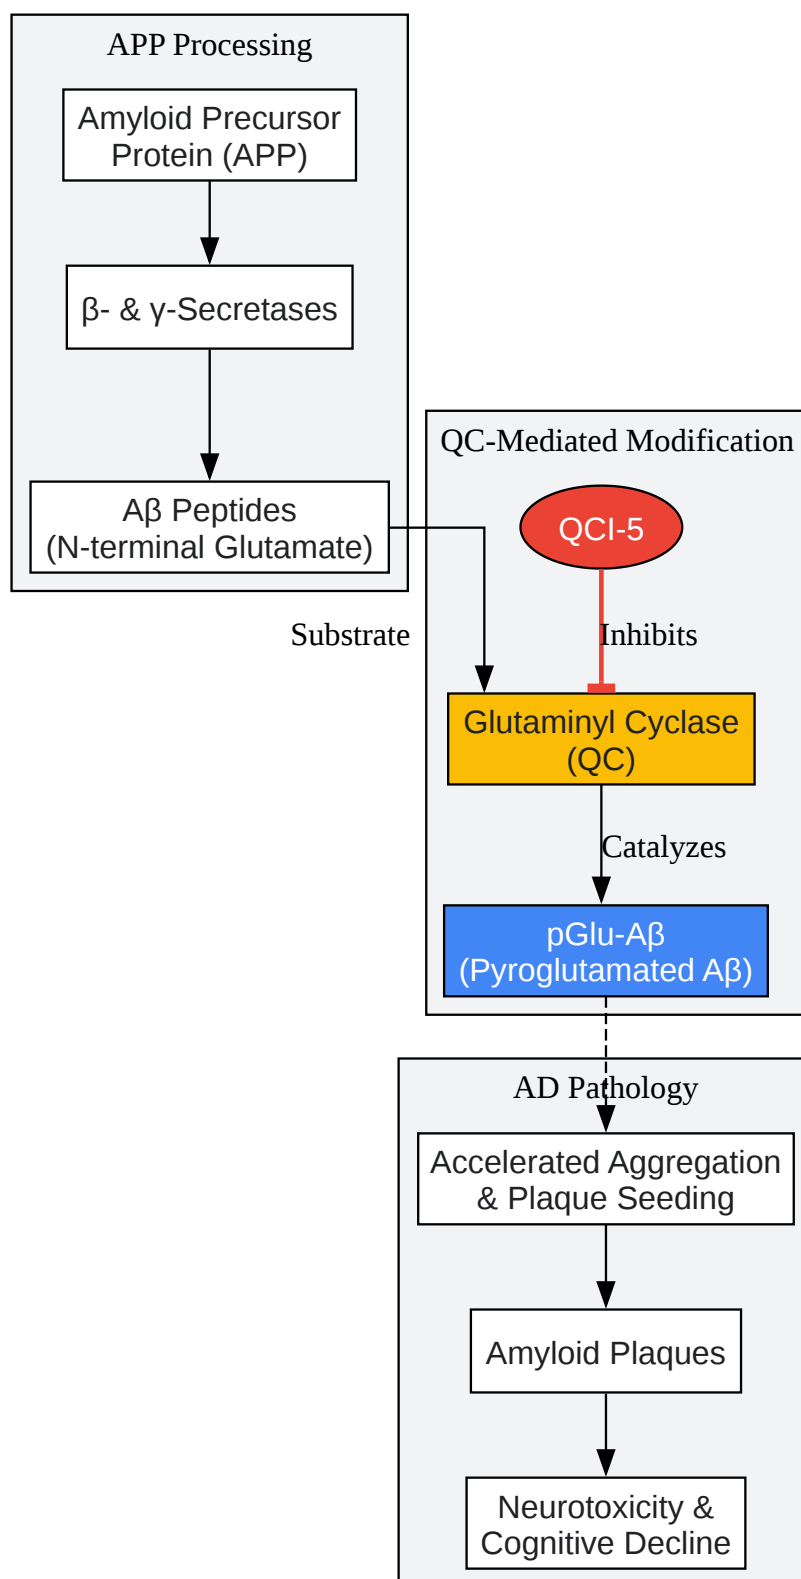 APP Processing
Amyloid Precursor
Protein (APP)
β- & γ-Secretases
Aβ Peptides
(N-terminal Glutamate)
QC-Mediated Modification
QCI-5
Substrate
Inhibits
Glutaminyl Cyclase
(QC)
Catalyzes
pGlu-Aβ
(Pyroglutamated Aβ)
AD Pathology
Accelerated Aggregation
& Plaque Seeding
Amyloid Plaques
Neurotoxicity &
Cognitive Decline